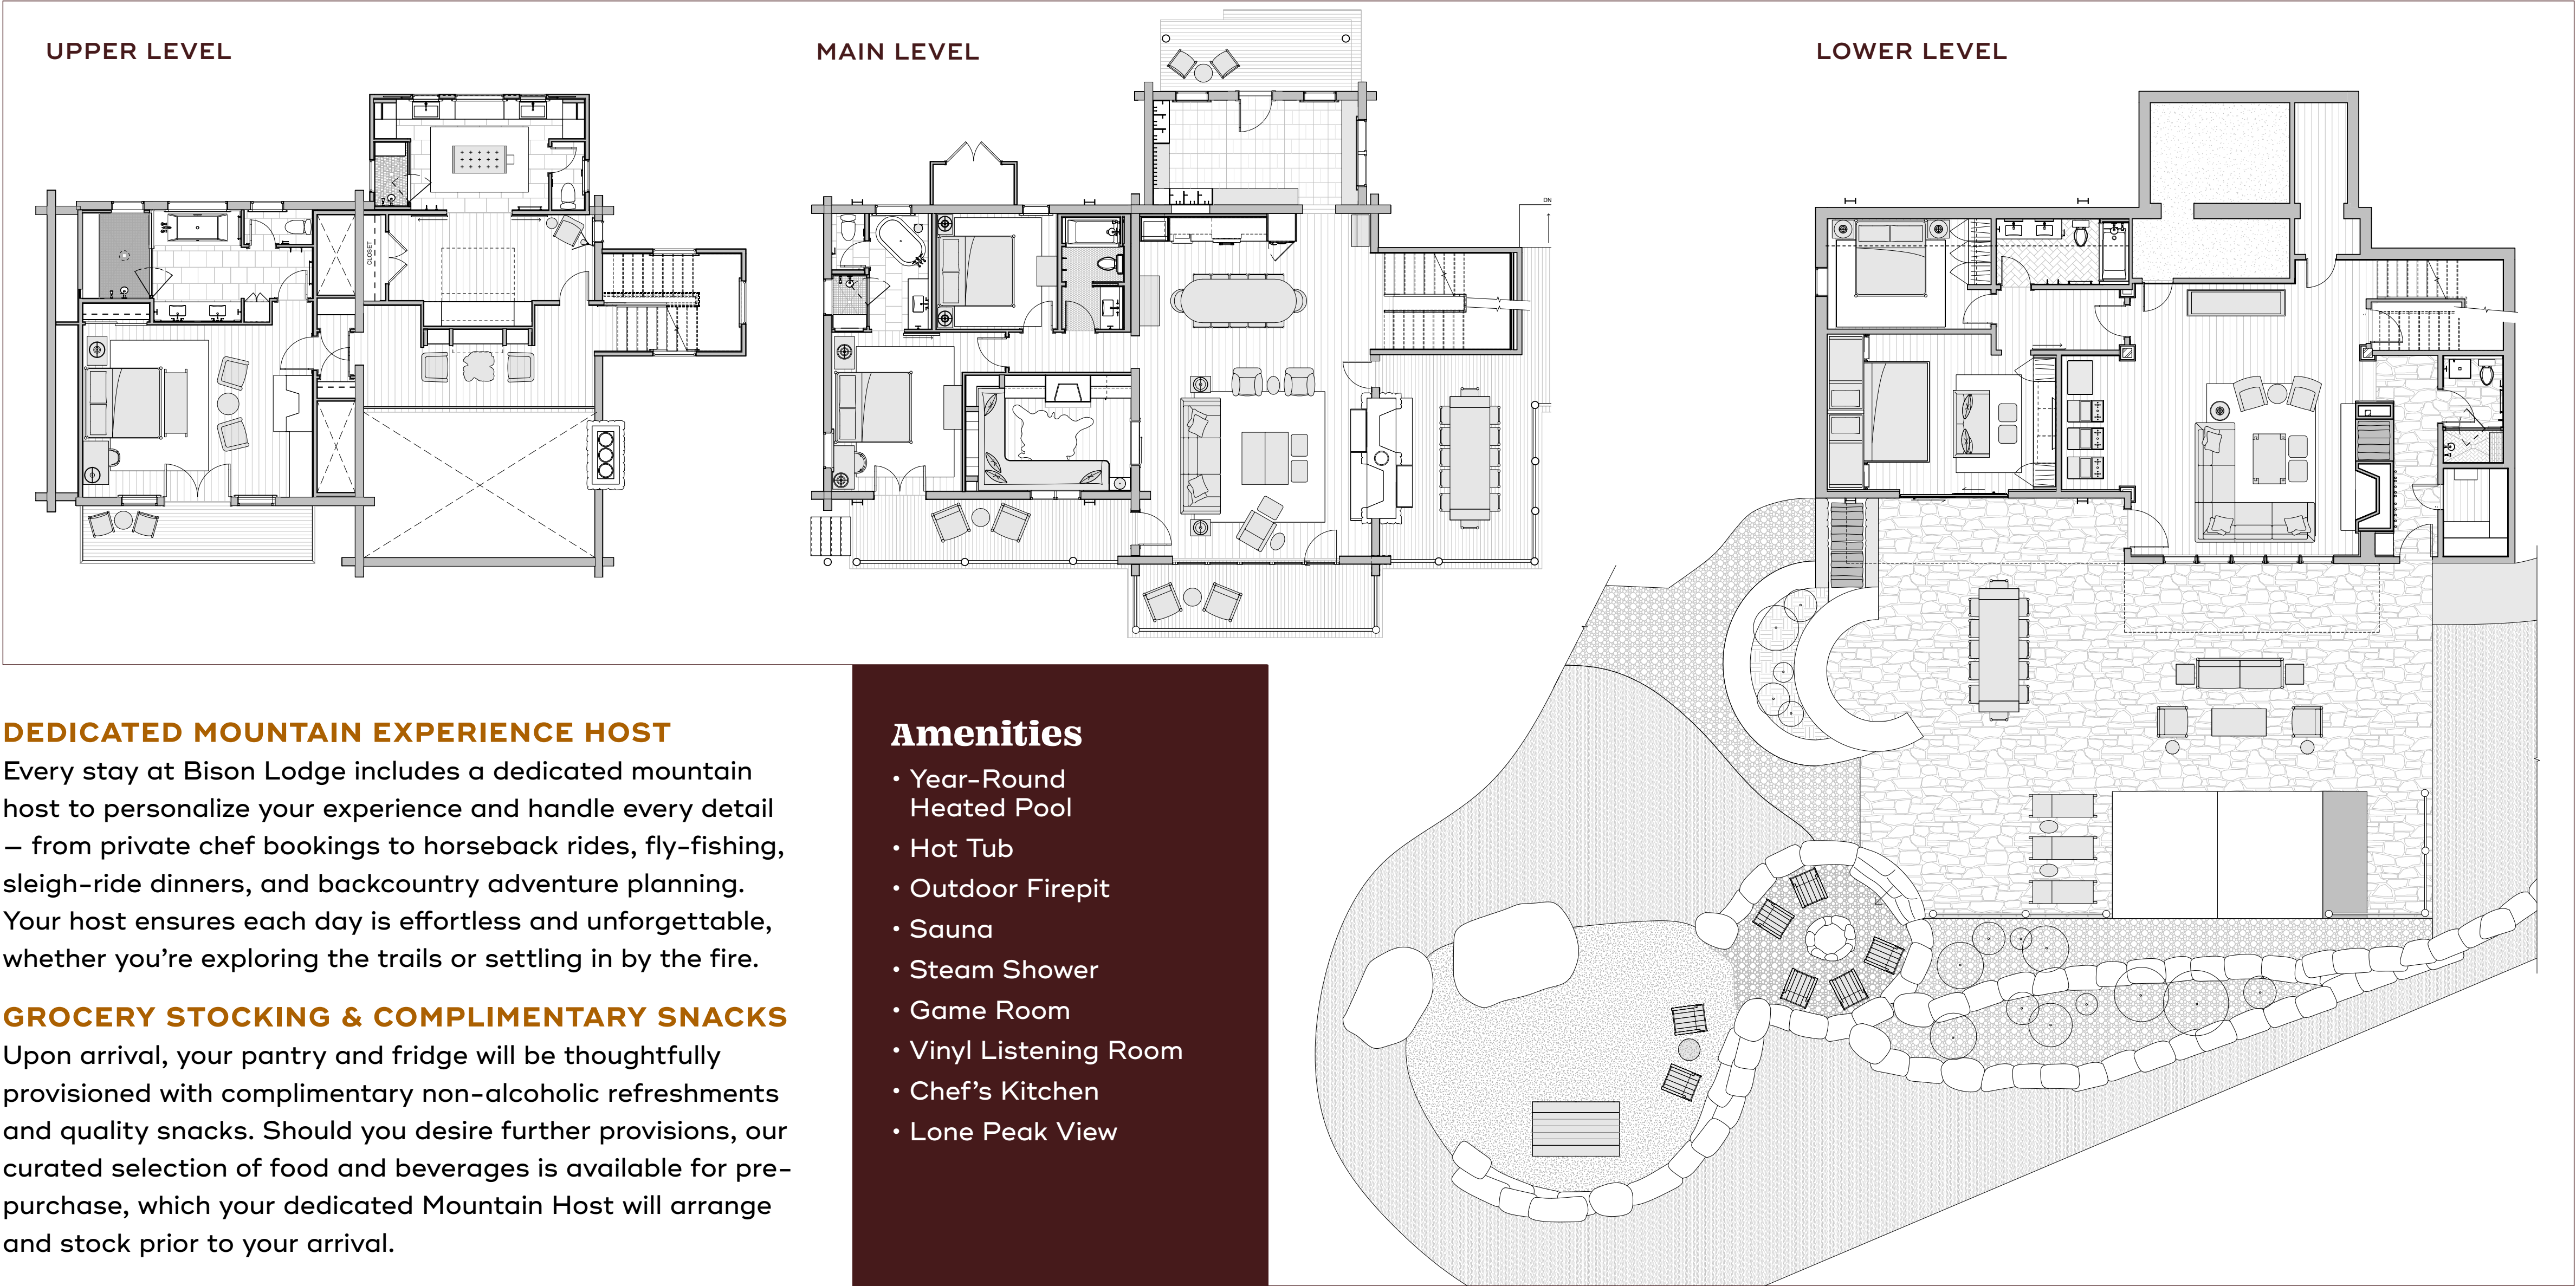 UPPER LEVEL
MAIN LEVEL
LOWER LEVEL
CLOSET
DN
DEDICATED MOUNTAIN EXPERIENCE HOST
Every stay at Bison Lodge includes a dedicated mountain
host to personalize your experience and handle every detail
– from private chef bookings to horseback rides, fly-fishing,
sleigh-ride dinners, and backcountry adventure planning.
Your host ensures each day is effortless and unforgettable,
whether you’re exploring the trails or settling in by the fire.
GROCERY STOCKING & COMPLIMENTARY SNACKS
Upon arrival, your pantry and fridge will be thoughtfully
provisioned with complimentary non-alcoholic refreshments
and quality snacks. Should you desire further provisions, our
curated selection of food and beverages is available for pre-
purchase, which your dedicated Mountain Host will arrange
and stock prior to your arrival.
Amenities
• Year-Round
Heated Pool
• Hot Tub
• Outdoor Firepit
• Sauna
• Steam Shower
• Game Room
• Vinyl Listening Room
• Chef’s Kitchen
• Lone Peak View